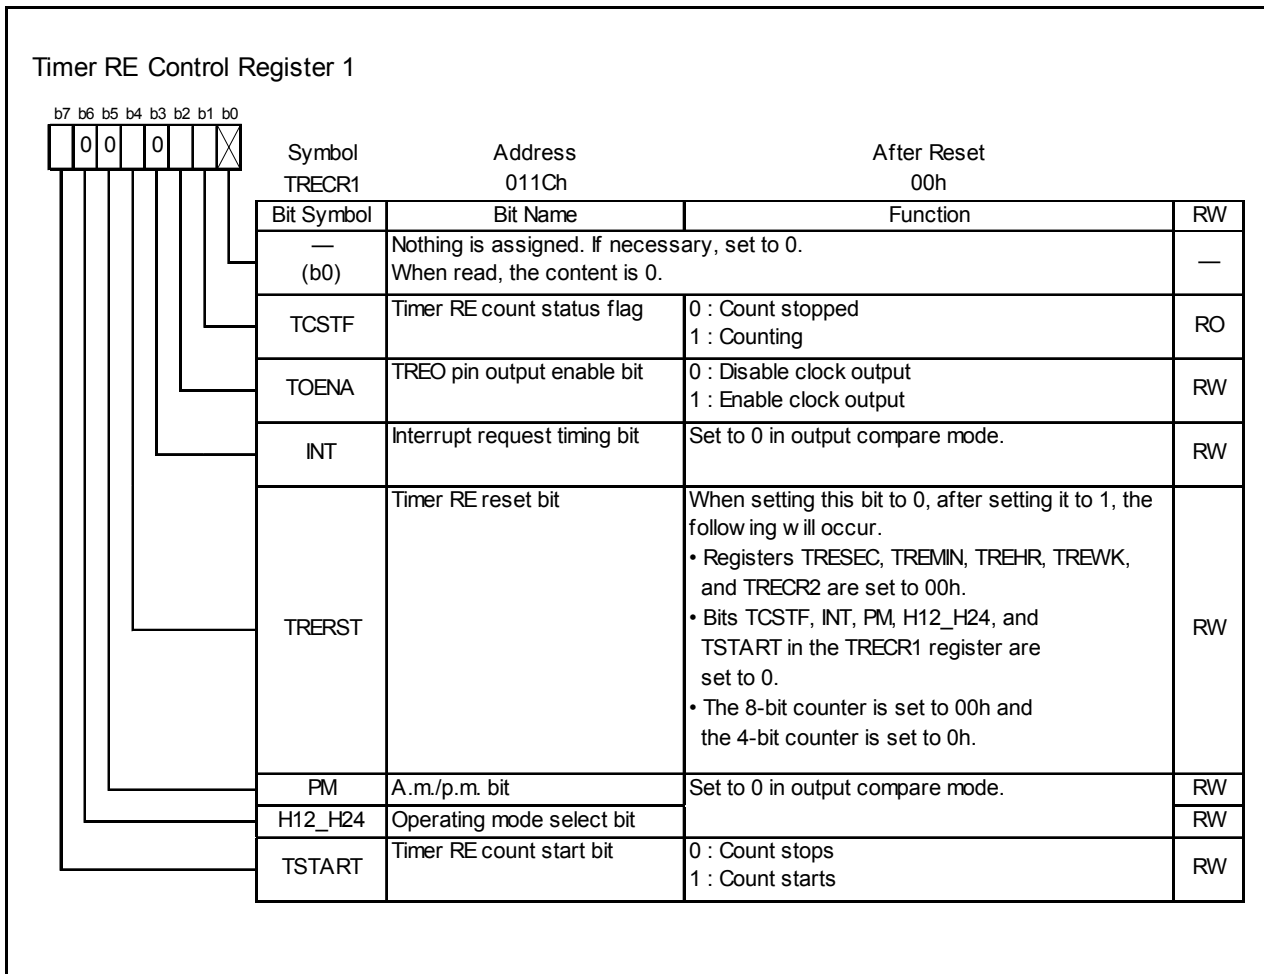 Timer RE Control Register 1
b7 b6 b5 b4 b3 b2 b1 b0
0 0 0
Symbol Address After Reset
TRECR1 011Ch 00h
Bit Symbol Bit Name Function RW
—
(b0)
Nothing is assigned. If necessary, set to 0.
When read, the content is 0.
—
TCSTF
Timer RE count status flag
0 : Count stopped
1 : Counting
RO
TOENA
TREO pin output enable bit
0 : Disable clock output
1 : Enable clock output
RW
INT
Interrupt request timing bit
Set to 0 in output compare mode.
RW
TRERST
Timer RE reset bit
When setting this bit to 0, after setting it to 1, the
following will occur.
• Registers TRESEC, TREMIN, TREHR, TREWK,
and TRECR2 are set to 00h.
• Bits TCSTF, INT, PM, H12_H24, and
TSTART in the TRECR1 register are
set to 0.
• The 8-bit counter is set to 00h and
the 4-bit counter is set to 0h.
RW
PM A.m./p.m. bit Set to 0 in output compare mode. RW
H12_H24 Operating mode select bit RW
TSTART
Timer RE count start bit
0 : Count stops
1 : Count starts
RW